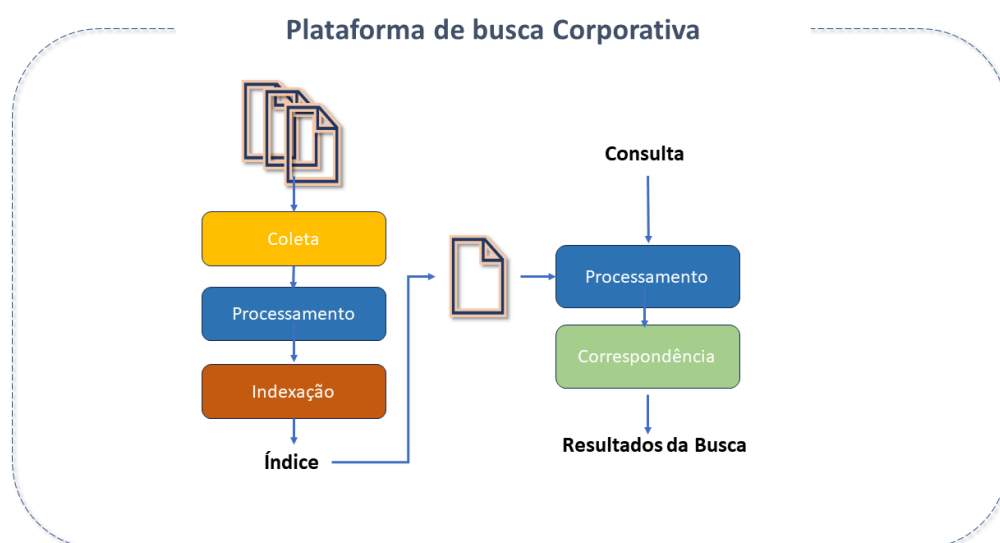 Plataforma de busca Corporativa
Coleta
Processamento
Indexação
Índice
Consulta
Processamento
Correspondência
Resultados da Busca